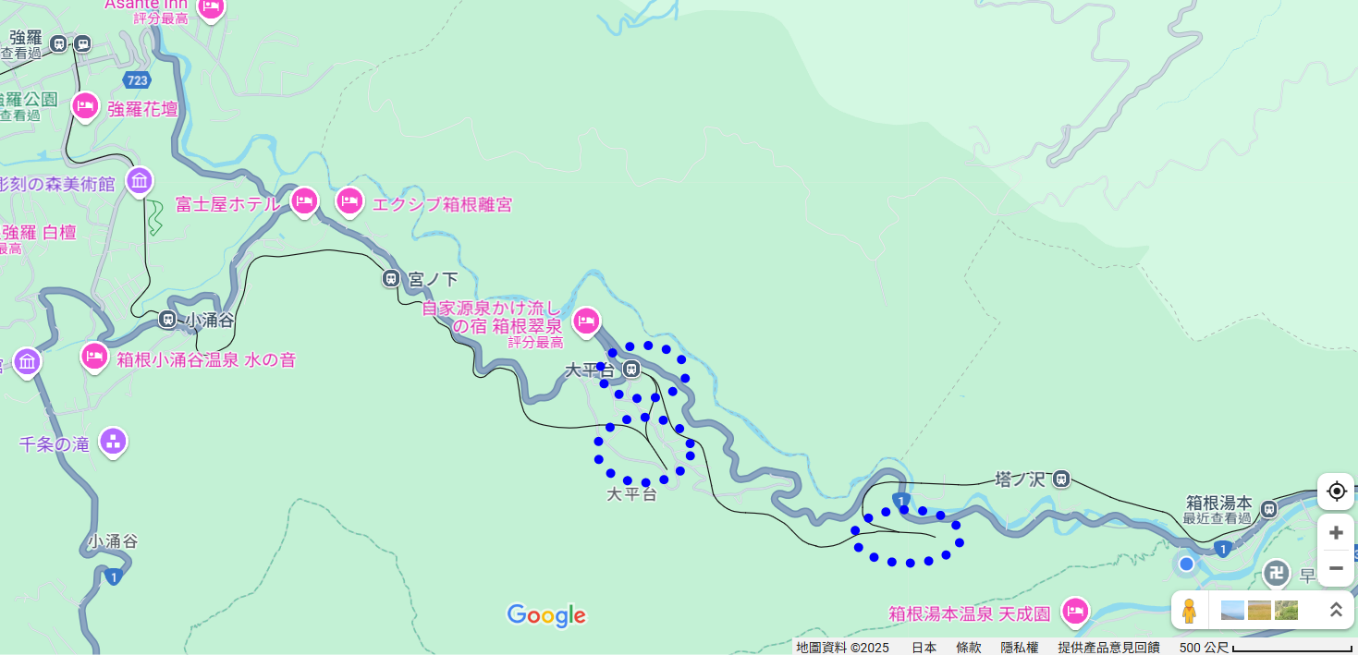 Asante Inn
評分最高
強羅
查看過
723
強羅公園
查看過
強羅花壇
彫刻の森美術館
富士屋ホテル
エクシブ箱根離宮
強羅 白檀
最高
宮ノ下
自家源泉かけ流し
の宿 箱根翠泉
評分最高
小涌谷
箱根小涌谷温泉 水の音
大平台
千条の滝
大平台
塔ノ沢
1
箱根湯本
最近查看過
小涌谷
1
1
卍
早
箱根湯本温泉 天成園
Google
地圖資料 ©2025 日本 條款 隱私權 提供產品意見回饋 500 公尺